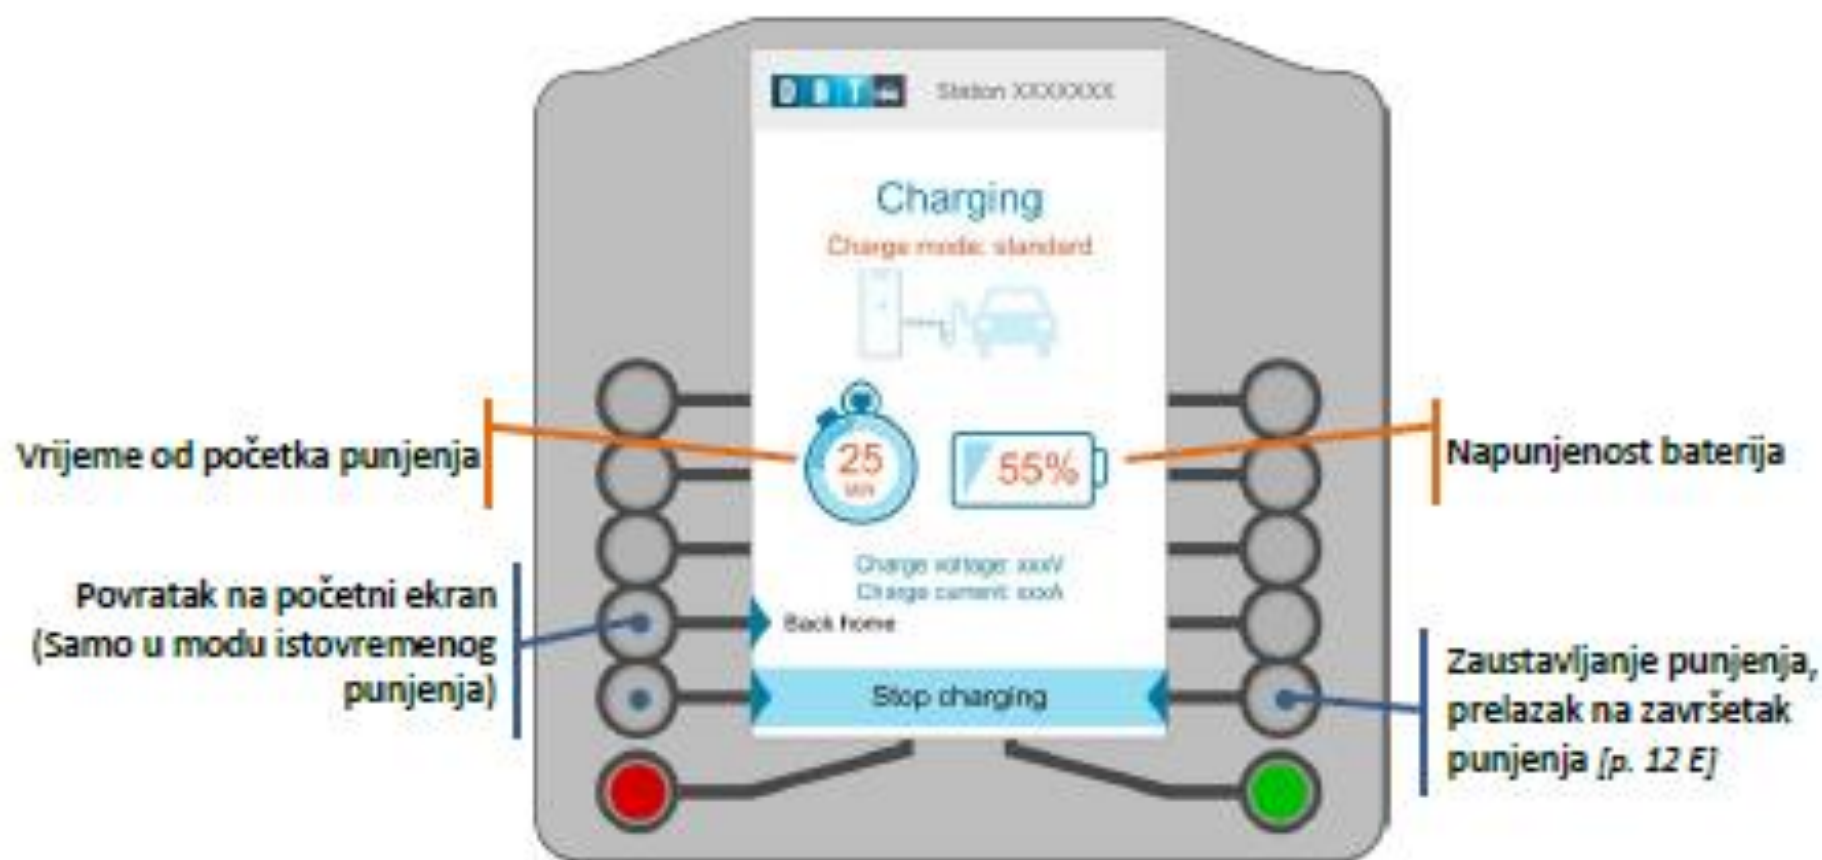 DBT
Station XXXXXXX
Charging
Charge mode: standard
Vrijeme od početka punjenja
25
MIN
55%
Napunjenost baterija
Charge voltage: xxxV
Charge current: xxxA
Povratak na početni ekran
(Samo u modu istovremenog
punjenja)
Back home
Stop charging
Zaustavljanje punjenja,
prelazak na završetak
punjenja [p. 12 E]